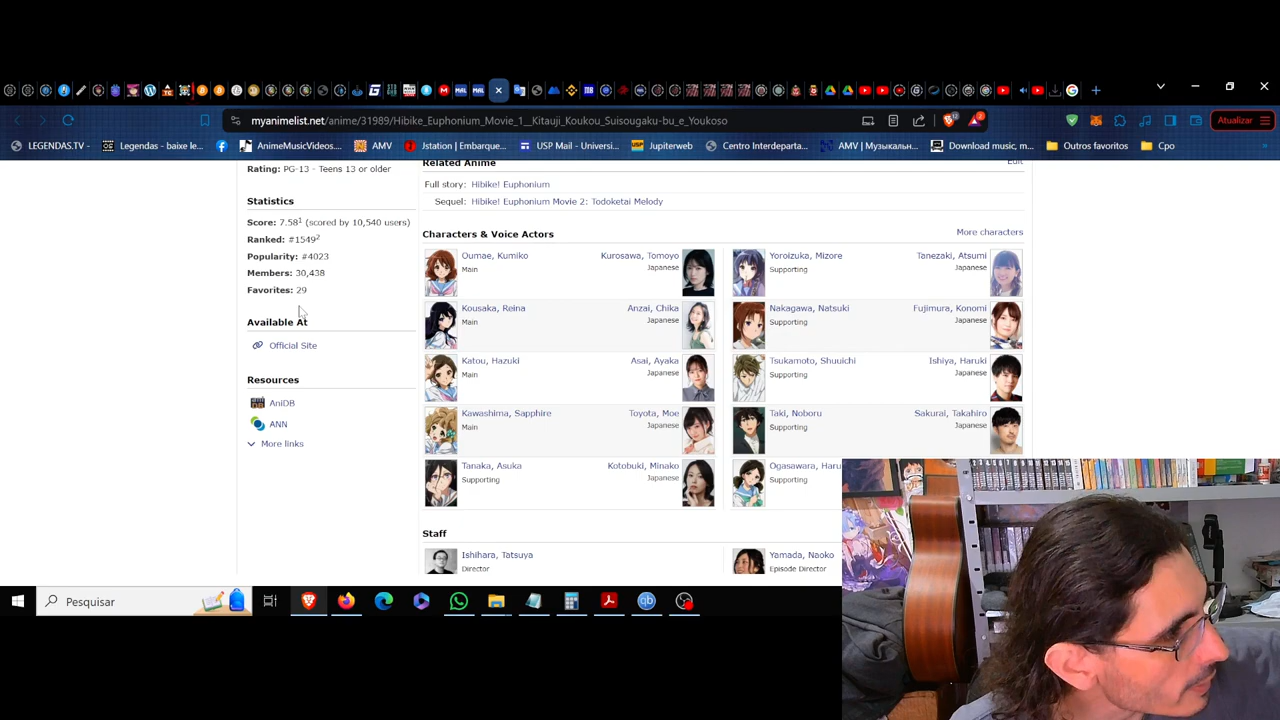 Atualizar
myanimelist.net/anime/31989/Hibike_Euphonium_Movie_1__Kitauji_Koukou_Suisougaku-bu_e_Youkoso
LEGENDAS.TV -
Legendas - baixe le...
AnimeMusicVideos...
AMV
Jstation | Embarque...
USP Mail - Universi...
Jupiterweb
Centro Interdeparta...
AMV | Музыкальн...
Download music, m...
Outros favoritos
Cpo
Rating: PG-13 - Teens 13 or older
Statistics
Score: 7.581 (scored by 10,540 users)
Ranked: #15492
Popularity: #4023
Members: 30,438
Favorites: 29
Available At
Official Site
Resources
AniDB
ANN
More links
Related Anime
Edit
Full story: Hibike! Euphonium
Sequel: Hibike! Euphonium Movie 2: Todoketai Melody
Characters & Voice Actors
More characters
Oumae, Kumiko
Main
Kurosawa, Tomoyo
Japanese
Yoroizuka, Mizore
Supporting
Tanezaki, Atsumi
Japanese
Kousaka, Reina
Main
Anzai, Chika
Japanese
Nakagawa, Natsuki
Supporting
Fujimura, Konomi
Japanese
Katou, Hazuki
Main
Asai, Ayaka
Japanese
Tsukamoto, Shuuichi
Supporting
Ishiya, Haruki
Japanese
Kawashima, Sapphire
Main
Toyota, Moe
Japanese
Taki, Noboru
Supporting
Sakurai, Takahiro
Japanese
Tanaka, Asuka
Supporting
Kotobuki, Minako
Japanese
Ogasawara, Haru
Supporting
Staff
Ishihara, Tatsuya
Director
Yamada, Naoko
Episode Director
Pesquisar